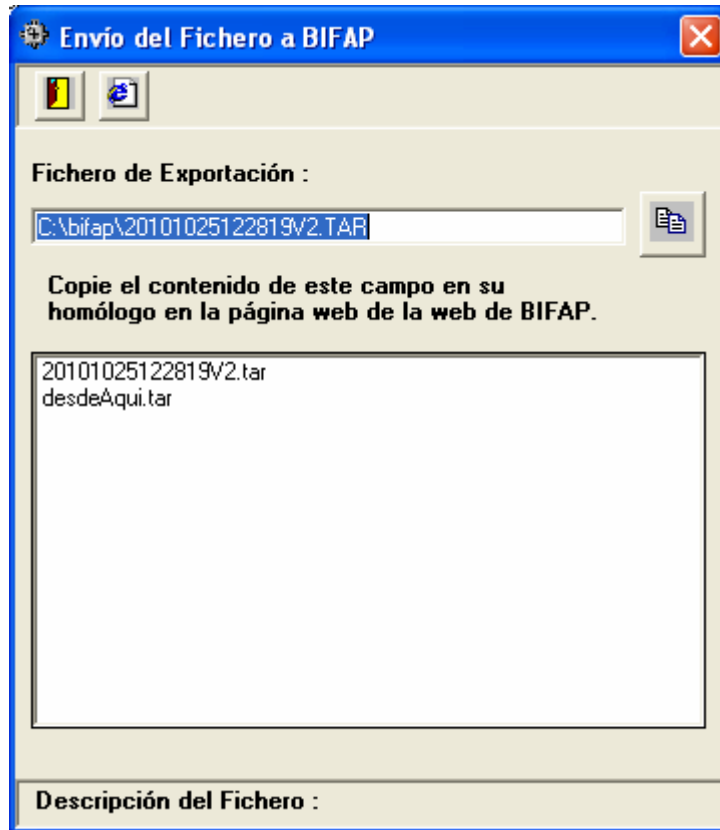 Envío del Fichero a BIFAP
Fichero de Exportación :
C:\bifap\20101025122819V2.TAR
Copie el contenido de este campo en su
homólogo en la página web de la web de BIFAP.
20101025122819V2.tar
desdeAqui.tar
Descripción del Fichero :